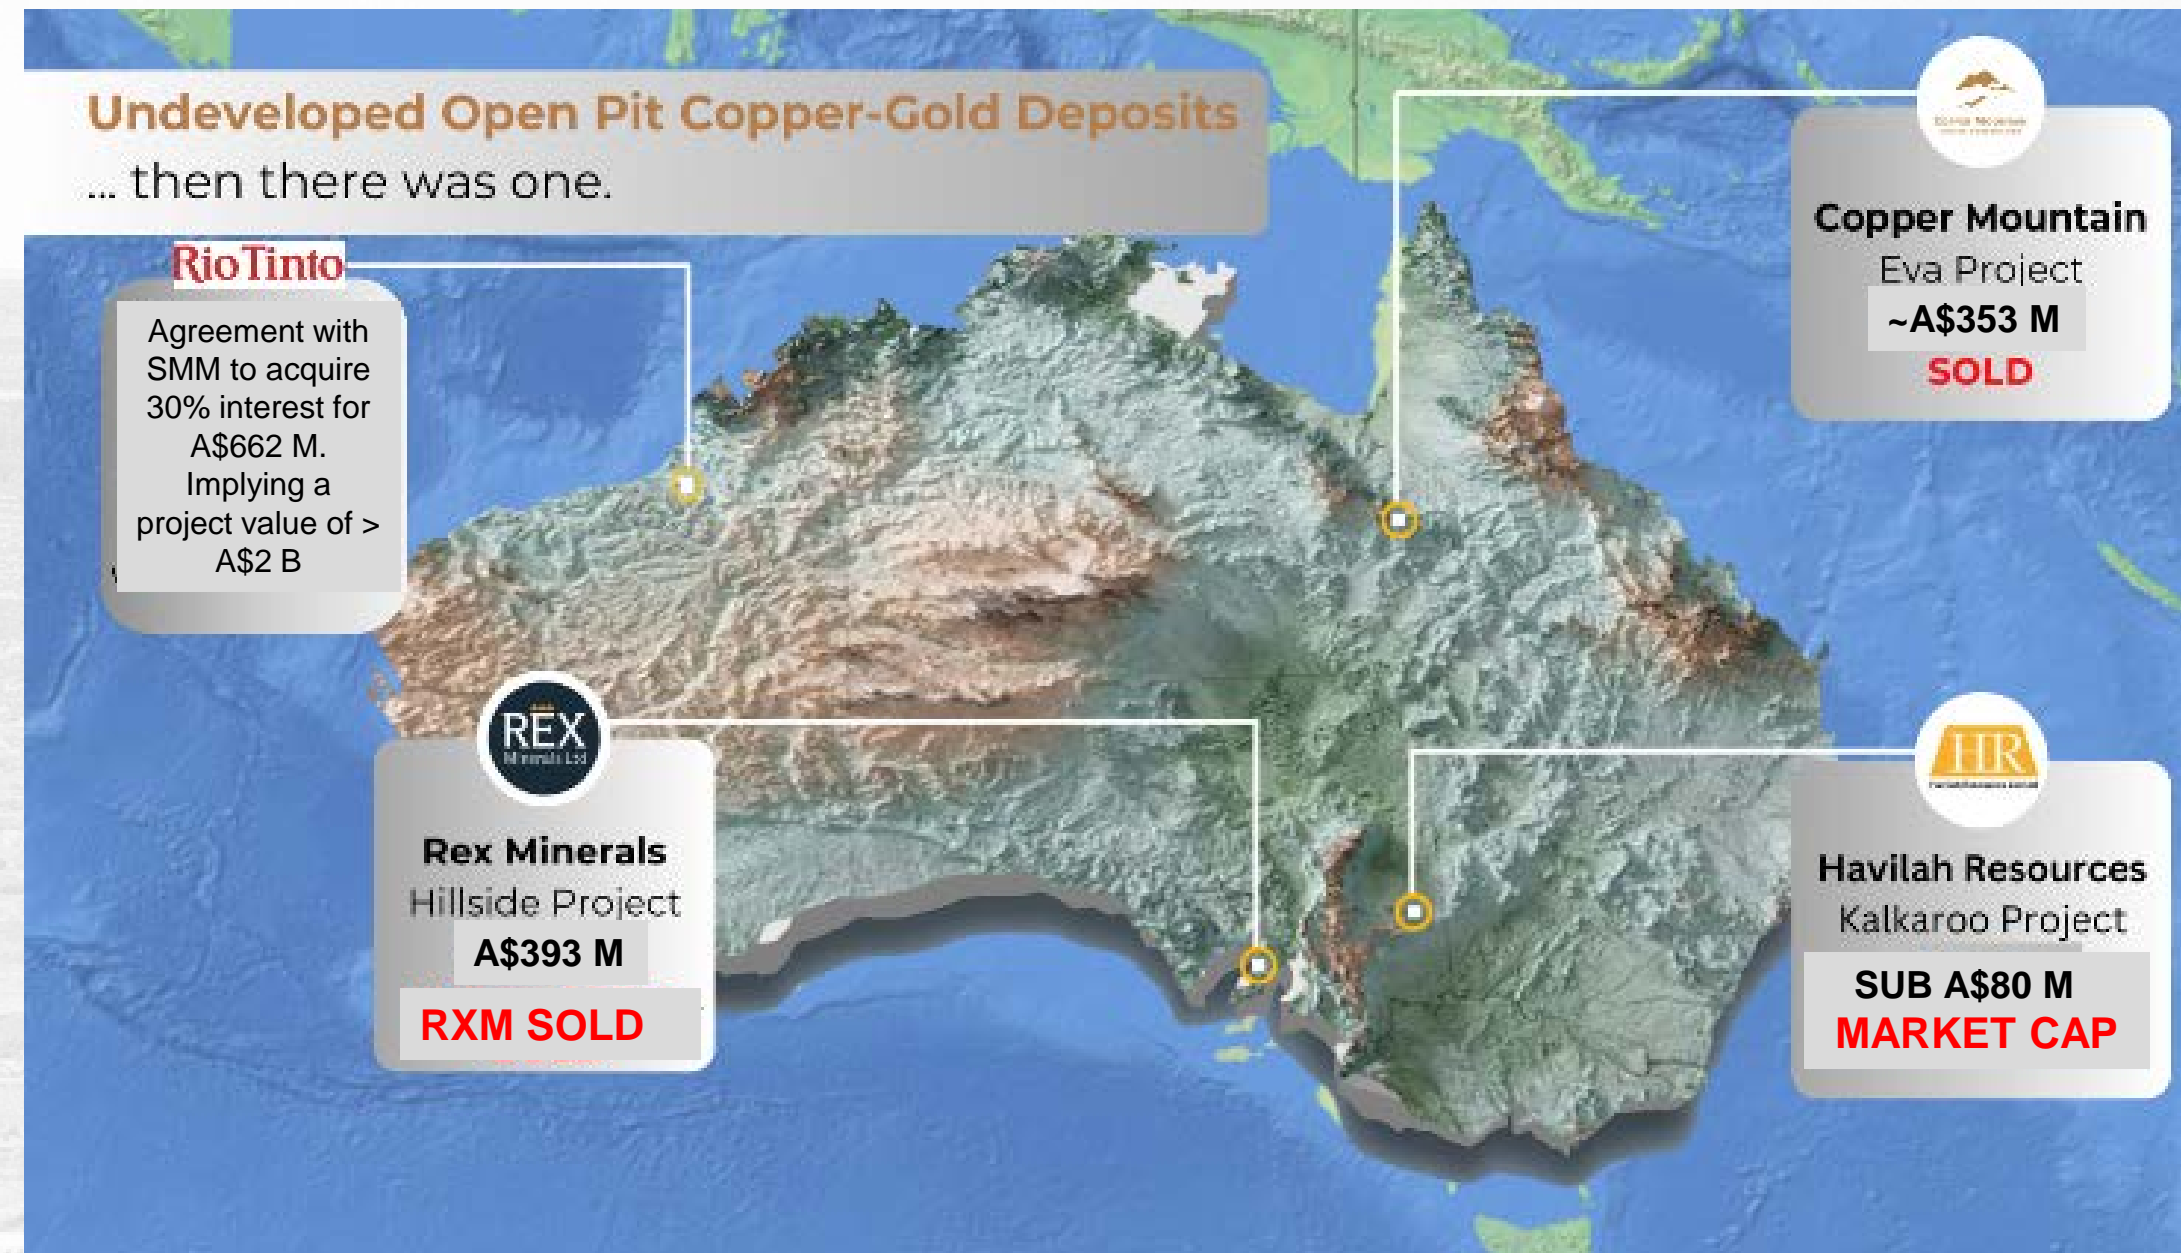 Undeveloped Open Pit Copper-Gold Deposits
... then there was one.
RioTinto
Agreement with
SMM to acquire
30% interest for
A$662 M.
Implying a
project value of >
A$2 B
Copper Mountain
Eva Project
~A$353 M
SOLD
REX
Minerals Ltd
Rex Minerals
Hillside Project
A$393 M
RXM SOLD
HR
Havilah Resources
Kalkaroo Project
SUB A$80 M
MARKET CAP